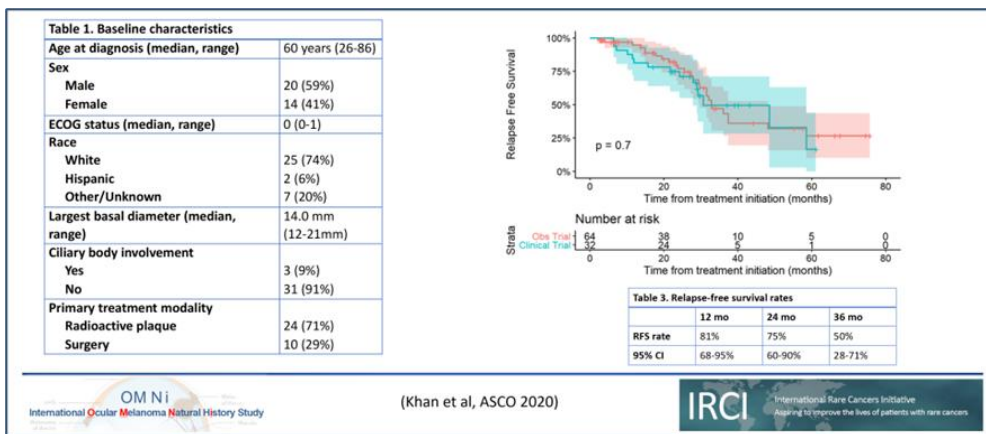 Table 1. Baseline characteristics
Age at diagnosis (median, range) 60 years (26-86)
Sex
Male 20 (59%)
Female 14 (41%)
ECOG status (median, range) 0 (0-1)
Race
White 25 (74%)
Hispanic 2 (6%)
Other/Unknown 7 (20%)
Largest basal diameter (median, 14.0 mm
range) (12-21mm)
Ciliary body involvement
Yes 3 (9%)
No 31 (91%)
Primary treatment modality
Radioactive plaque 24 (71%)
Surgery 10 (29%)
Relapse Free Survival
100%
75%
50%
25%
0%
p = 0.7
0 20 40 60 80
Time from treatment initiation (months)
Number at risk
Strata
Obs Trial 64 38 10 5 0
Clinical Trial 32 24 5 1 0
0 20 40 60 80
Time from treatment initiation (months)
Table 3. Relapse-free survival rates
12 mo 24 mo 36 mo
RFS rate 81% 75% 50%
95% CI 68-95% 60-90% 28-71%
OM Ni
International Ocular Melanoma Natural History Study
(Khan et al, ASCO 2020)
IRCI
International Rare Cancers Initiative
Aspiring to improve the lives of patients with rare cancers